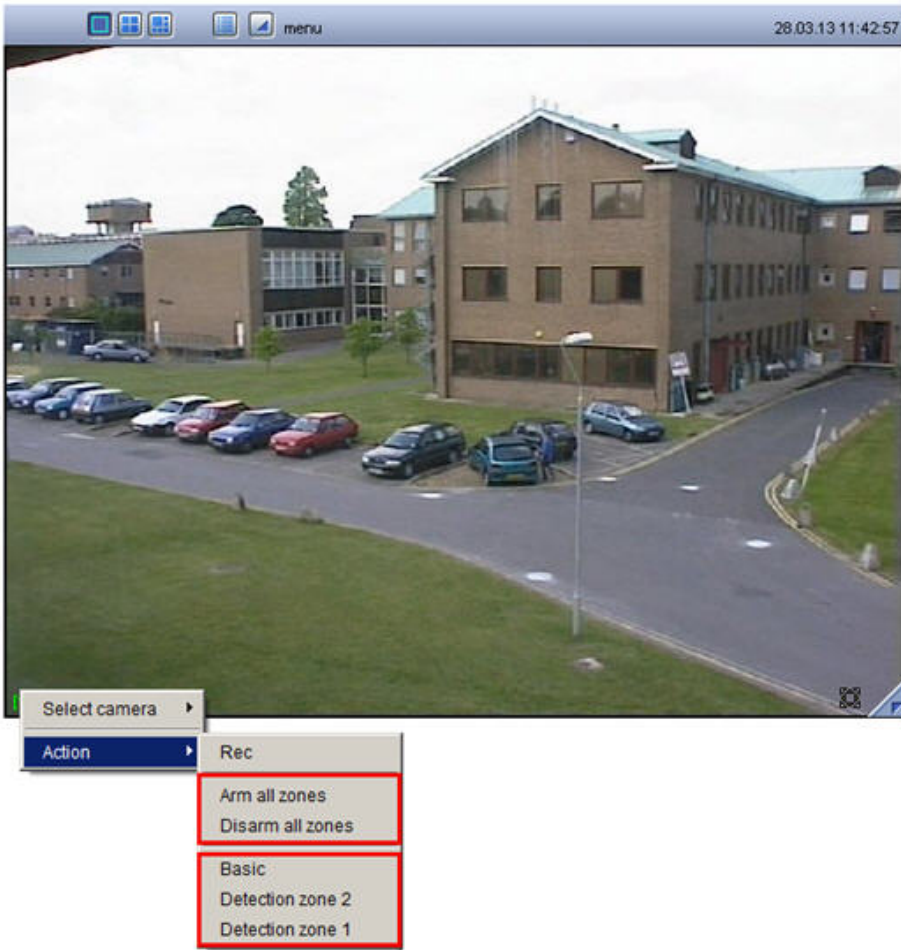 menu
28.03.13 11:42:57
Select camera
Action
Rec
Arm all zones
Disarm all zones
Basic
Detection zone 2
Detection zone 1